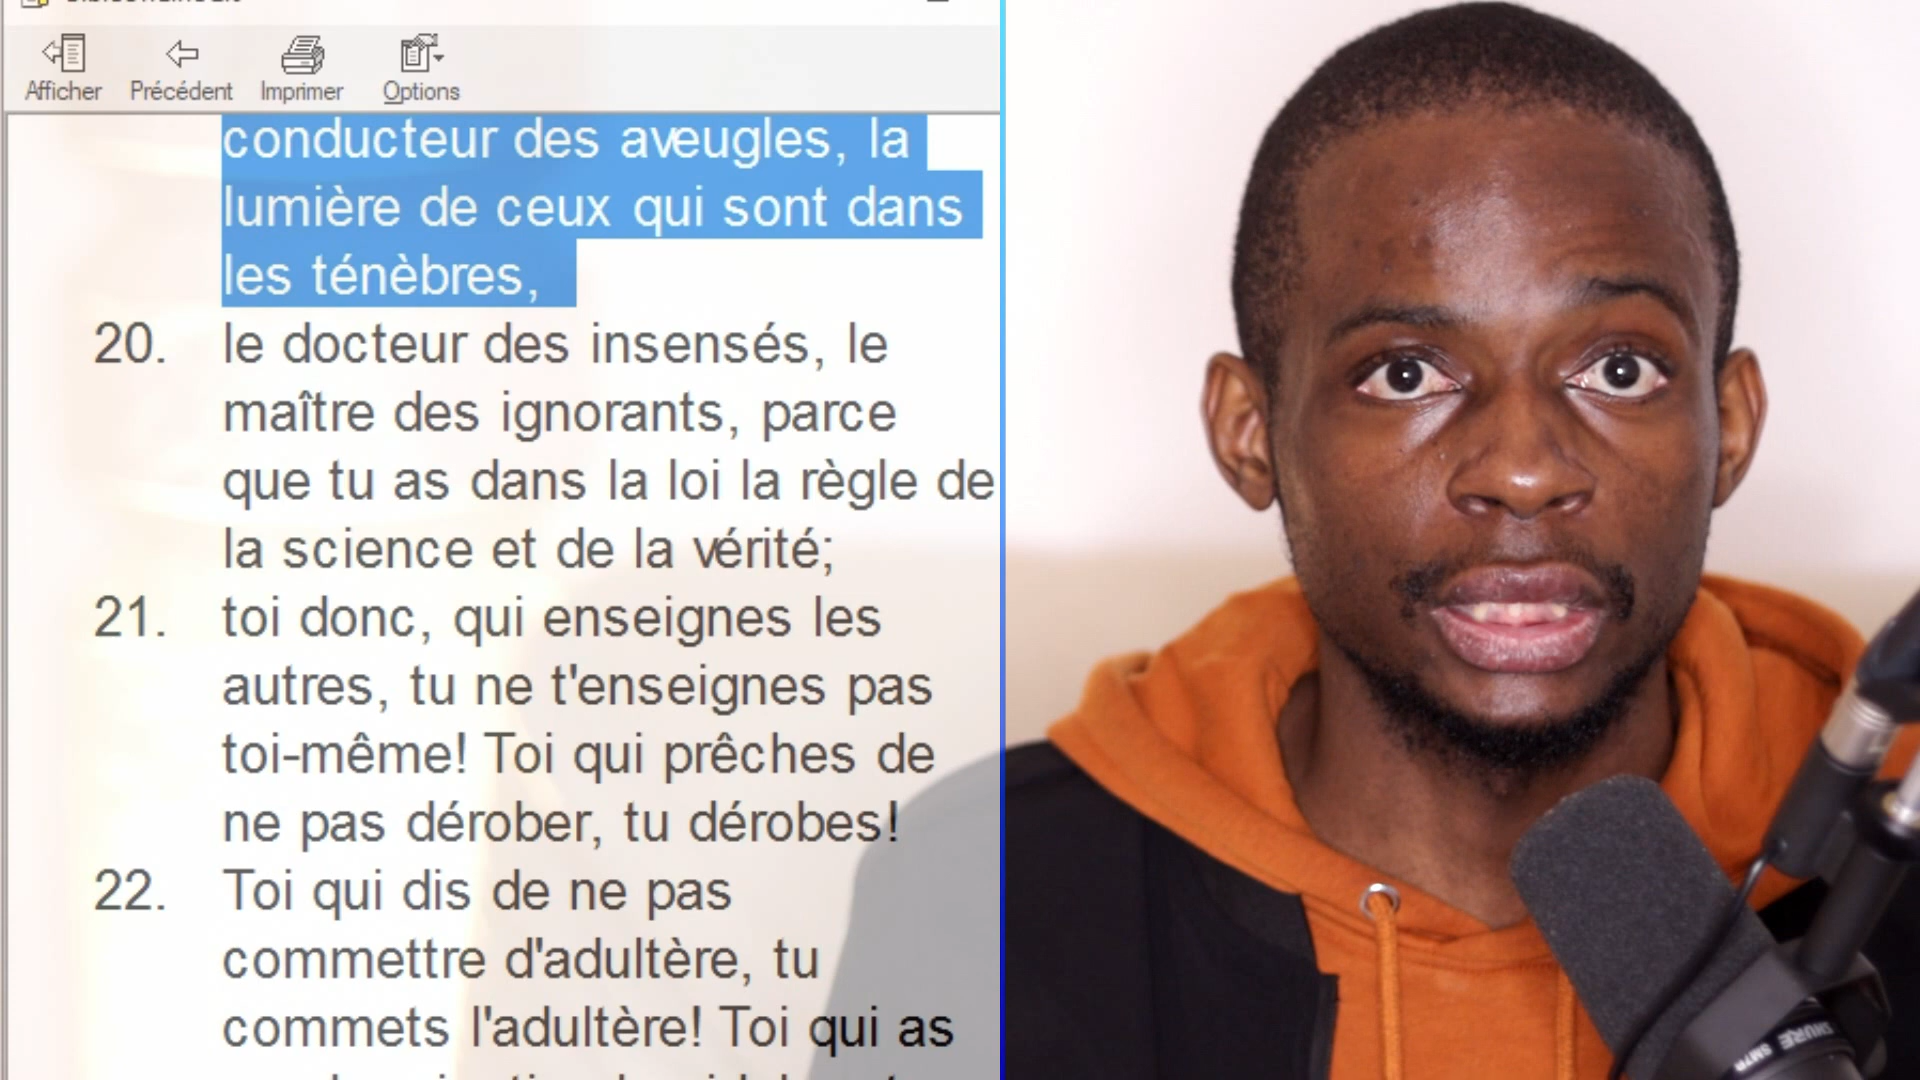 Afficher Précédent Imprimer Options
conducteur des aveugles, la
lumière de ceux qui sont dans
les ténèbres,
20. le docteur des insensés, le
maître des ignorants, parce
que tu as dans la loi la règle de
la science et de la vérité;
21. toi donc, qui enseignes les
autres, tu ne t'enseignes pas
toi-même! Toi qui prêches de
ne pas dérober, tu dérobes!
22. Toi qui dis de ne pas
commettre d'adultère, tu
commets l'adultère! Toi qui as
SHURE SM7B